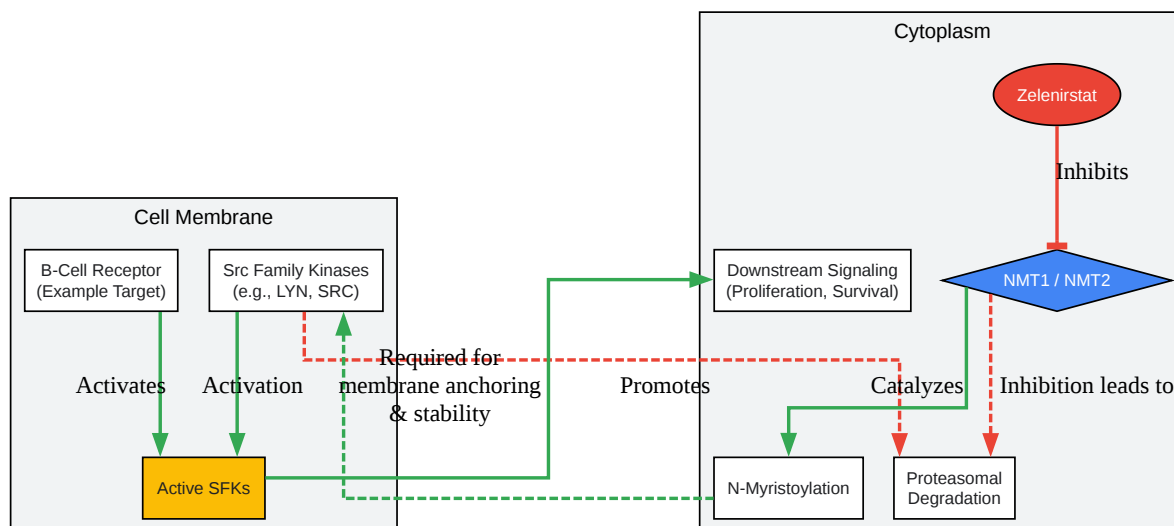 Cytoplasm
Zelenirstat
Inhibits
Cell Membrane
B-Cell Receptor
(Example Target)
Src Family Kinases
(e.g., LYN, SRC)
Downstream Signaling
(Proliferation, Survival)
NMT1 / NMT2
Activates
Activation
Required for
membrane anchoring
& stability
Promotes
Catalyzes
Inhibition leads to
Active SFKs
N-Myristoylation
Proteasomal
Degradation